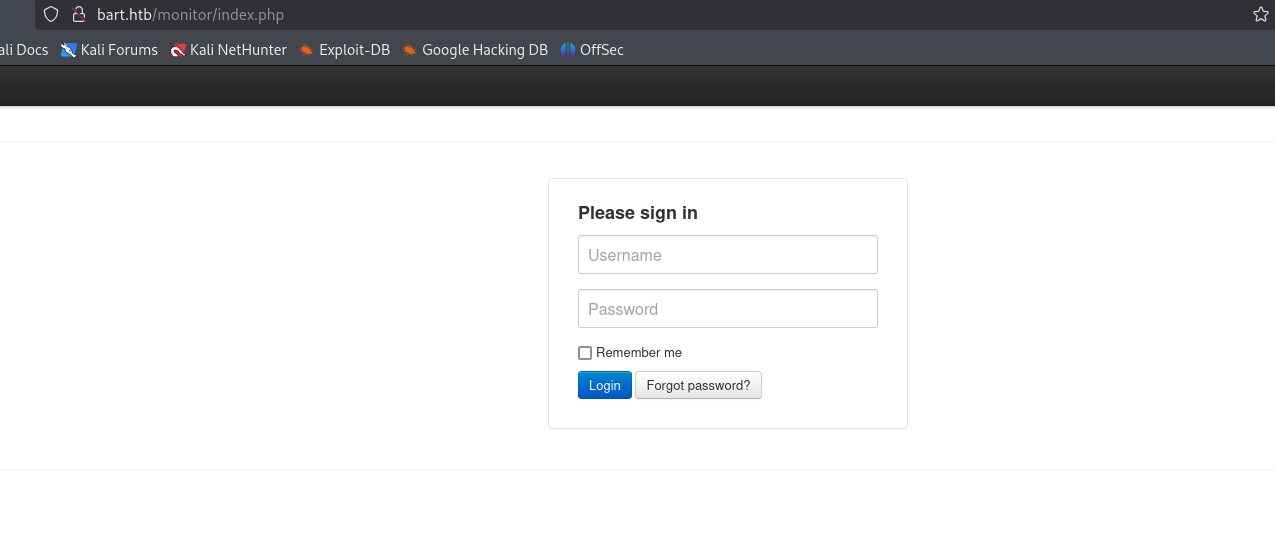 bart.htb/monitor/index.php
ali Docs Kali Forums Kali NetHunter Exploit-DB Google Hacking DB OffSec
Please sign in
Username
Password
Remember me
Login Forgot password?